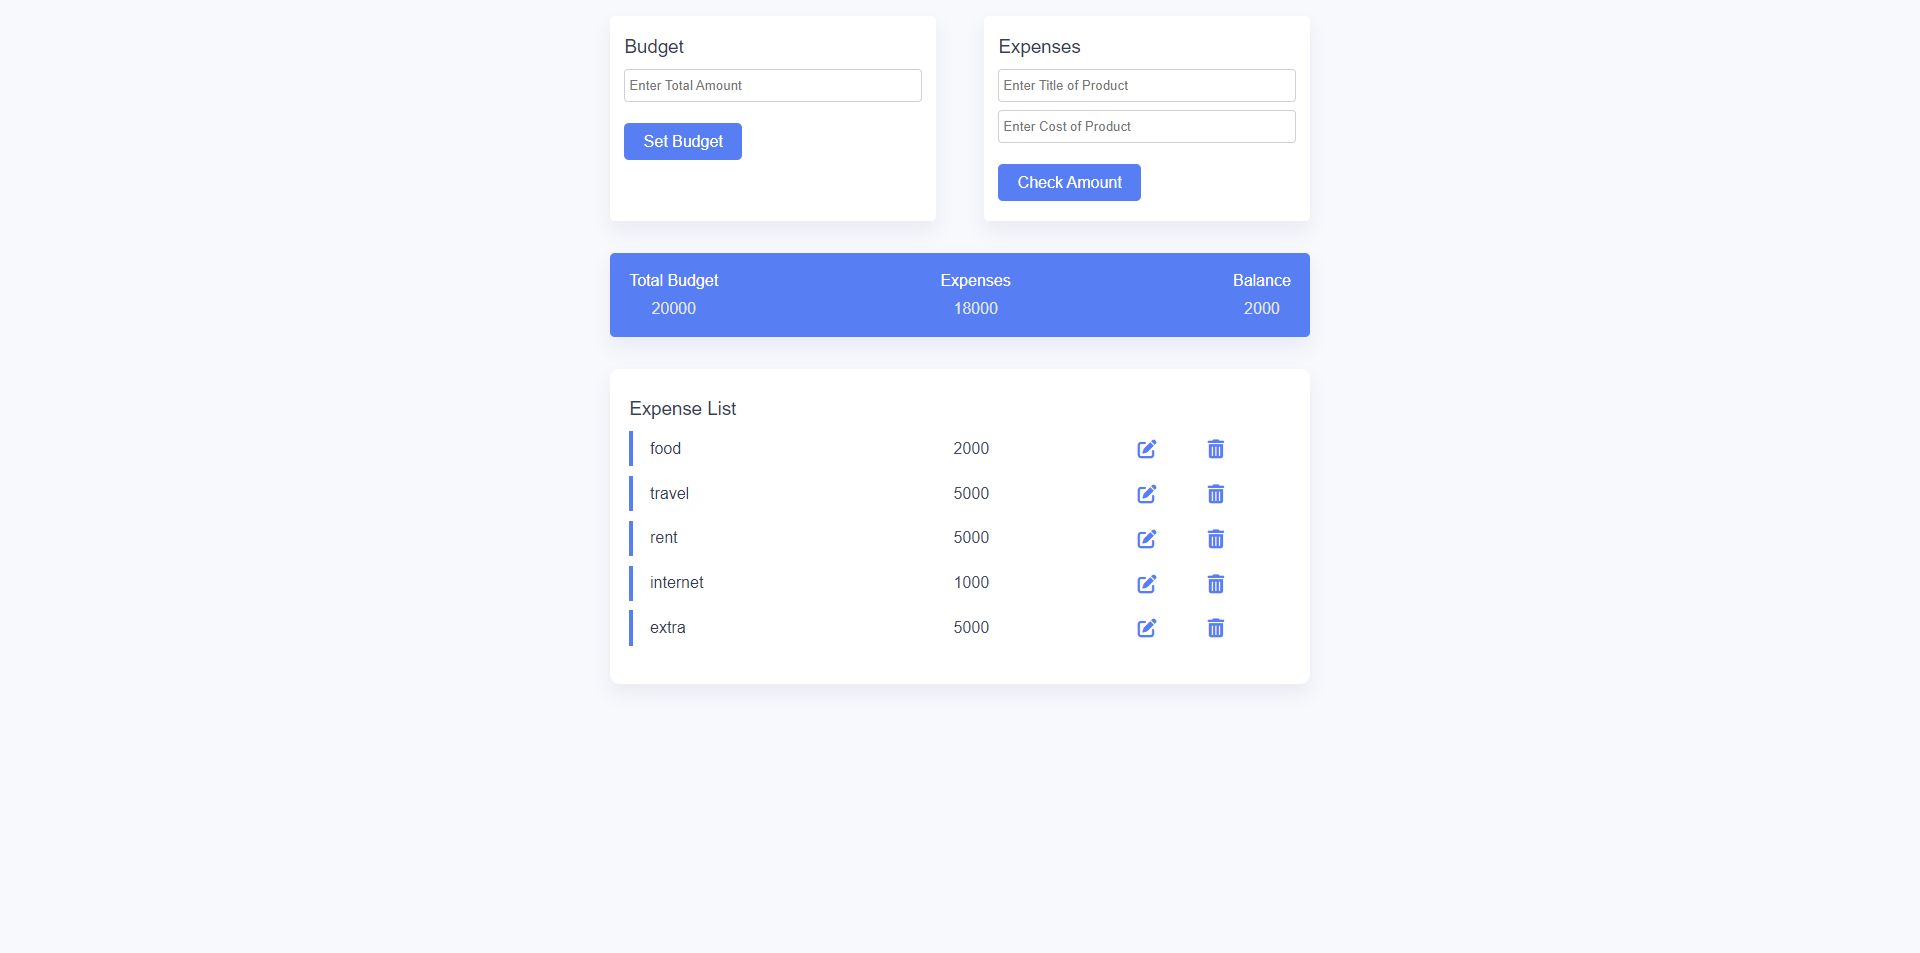 Budget
Enter Total Amount
Set Budget
Expenses
Enter Title of Product
Enter Cost of Product
Check Amount
Total Budget Expenses Balance
20000 18000 2000
Expense List
food 2000
travel 5000
rent 5000
internet 1000
extra 5000